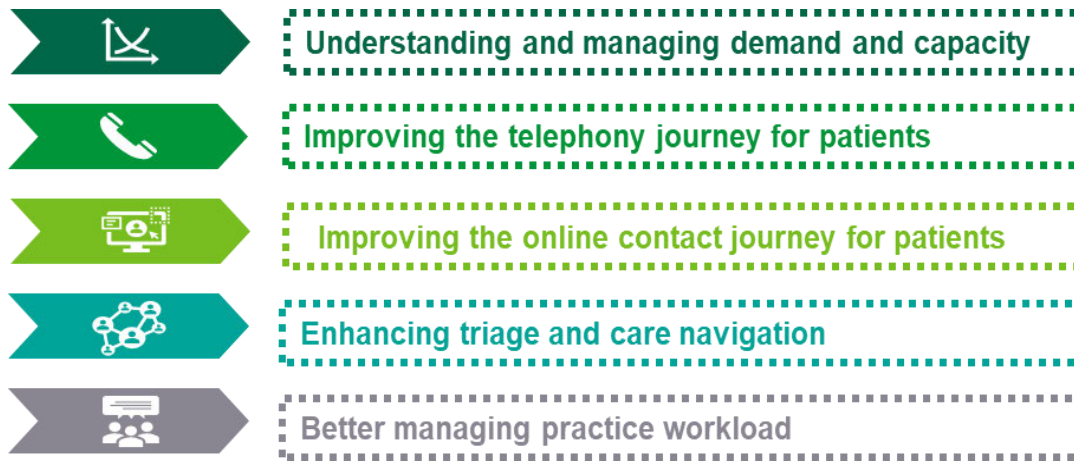 Understanding and managing demand and capacity
Improving the telephony journey for patients
Improving the online contact journey for patients
Enhancing triage and care navigation
Better managing practice workload